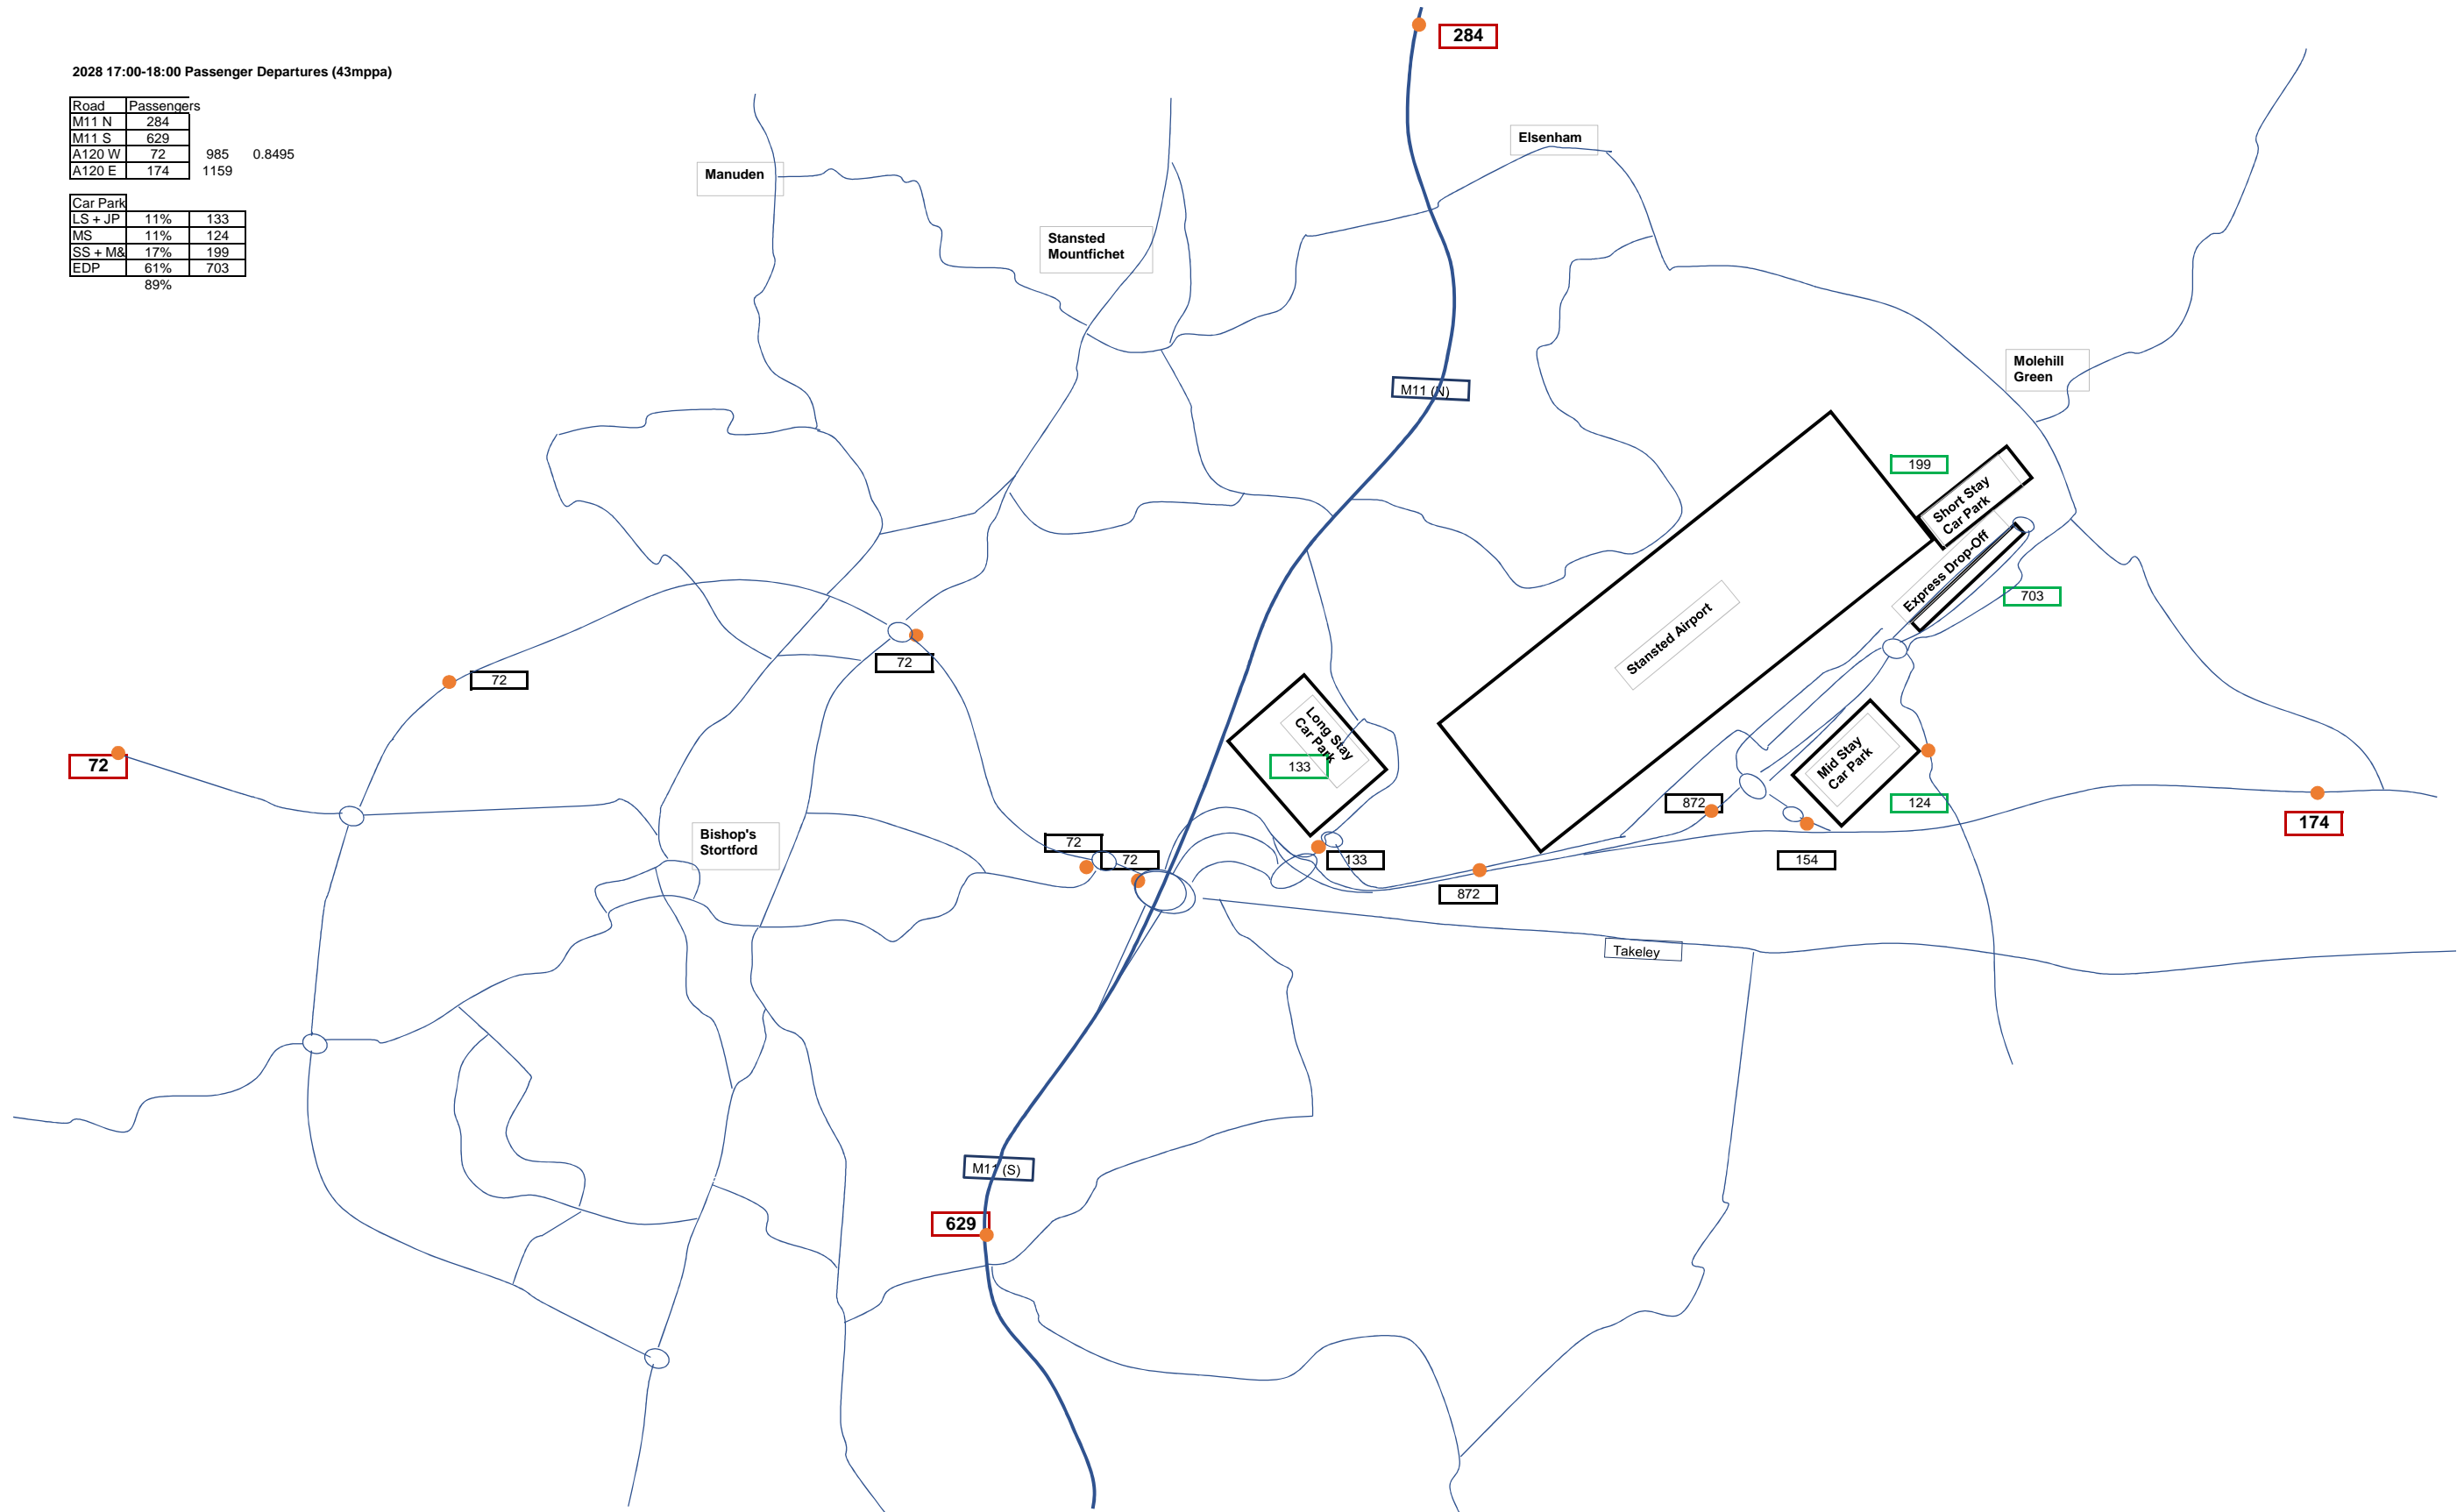 284
2028 17:00-18:00 Passenger Departures (43mppa)
Road Passengers
M11 N 284
M11 S 629
A120 W 72 985 0.8495
A120 E 174 1159
Car Park
LS + JP 11% 133
MS 11% 124
SS + M& 17% 199
EDP 61% 703
89%
Elsenham
Manuden
Stansted
Mountfichet
Molehill
Green
M11 (N)
199
Short Stay
Car Park
Express Drop-Off
703
Stansted Airport
72
72
72
Long Stay
Car Park
133
Mid Stay
Car Park
872
124
174
Bishop's
Stortford
72
72
133
154
872
Takeley
M11 (S)
629